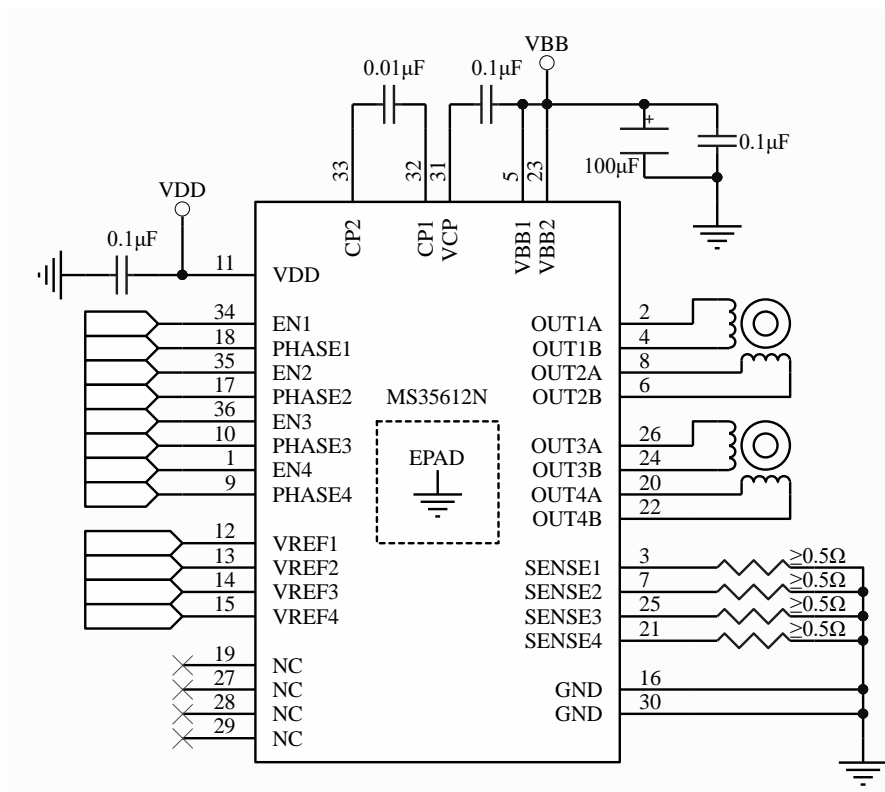 VBB
0.01μF
0.1μF
+
100μF
0.1μF
33
32
31
5
23
VDD
0.1μF
CP2
CP1
VCP
VBB1
VBB2
11 VDD
34 EN1
18 PHASE1
35 EN2
17 PHASE2
36 EN3
10 PHASE3
1 EN4
9 PHASE4
12 VREF1
13 VREF2
14 VREF3
15 VREF4
19 NC
27 NC
28 NC
29 NC
MS35612N
EPAD
OUT1A 2
OUT1B 4
OUT2A 8
OUT2B 6
OUT3A 26
OUT3B 24
OUT4A 20
OUT4B 22
SENSE1 3 ≥0.5Ω
SENSE2 7 ≥0.5Ω
SENSE3 25 ≥0.5Ω
SENSE4 21 ≥0.5Ω
GND 16
GND 30